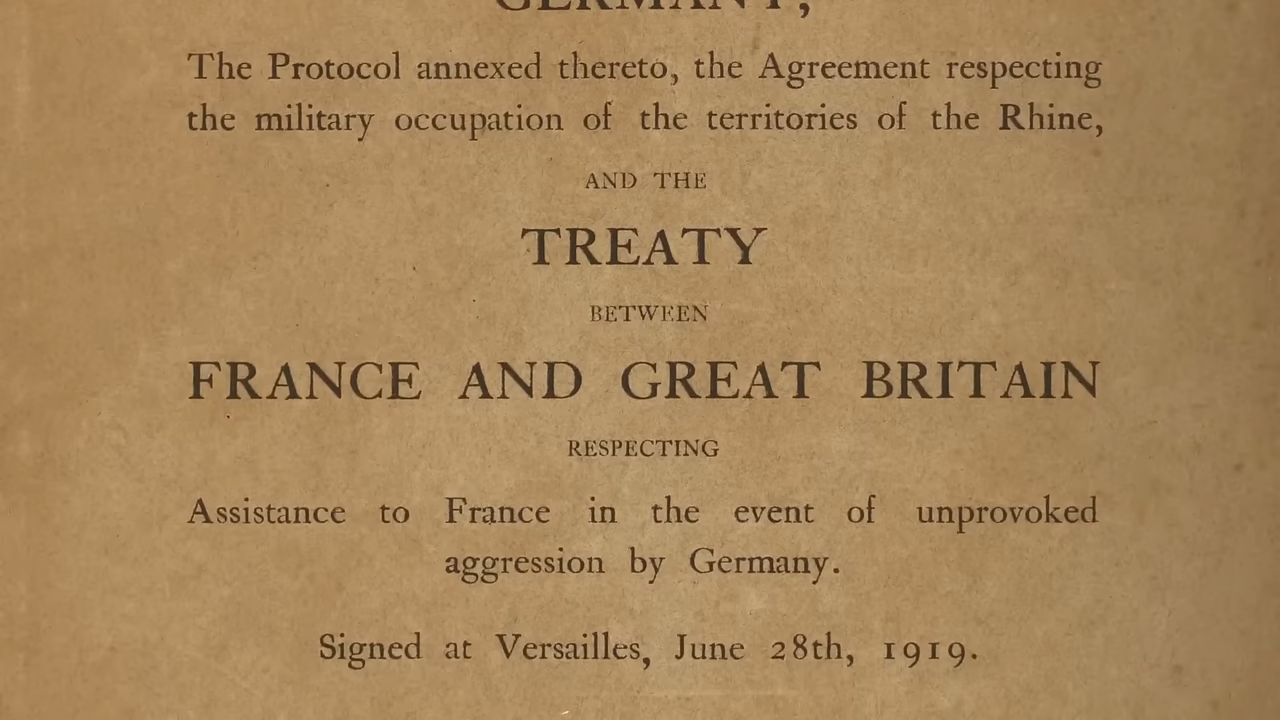 GERMANY,
The Protocol annexed thereto, the Agreement respecting
the military occupation of the territories of the Rhine,
AND THE
TREATY
BETWEEN
FRANCE AND GREAT BRITAIN
RESPECTING
Assistance to France in the event of unprovoked
aggression by Germany.
Signed at Versailles, June 28th, 1919.